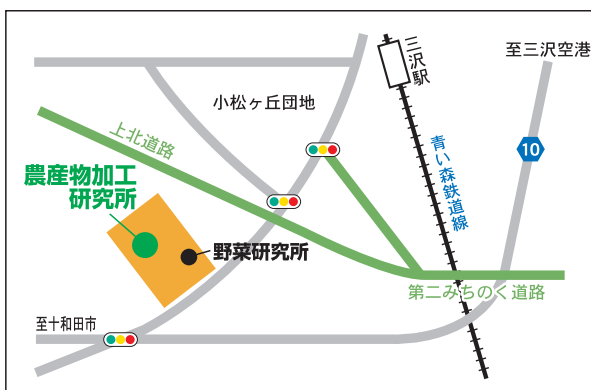 三沢駅
至三沢空港
小松ヶ丘団地
上北道路
10
青い森鉄道線
農産物加工
研究所
野菜研究所
第二みちのく道路
至十和田市